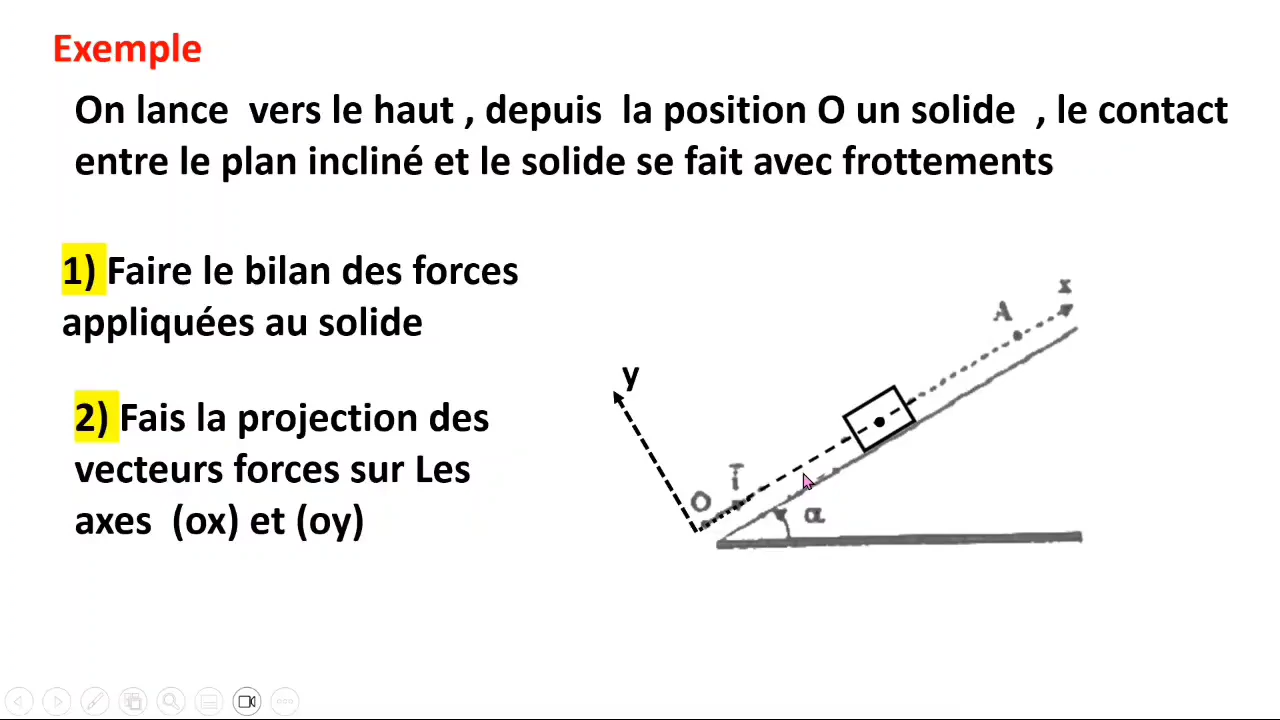 Exemple
On lance vers le haut , depuis la position O un solide , le contact
entre le plan incliné et le solide se fait avec frottements
1) Faire le bilan des forces
appliquées au solide
2) Fais la projection des
vecteurs forces sur Les
axes (ox) et (oy)
x
A
y
i
O
α